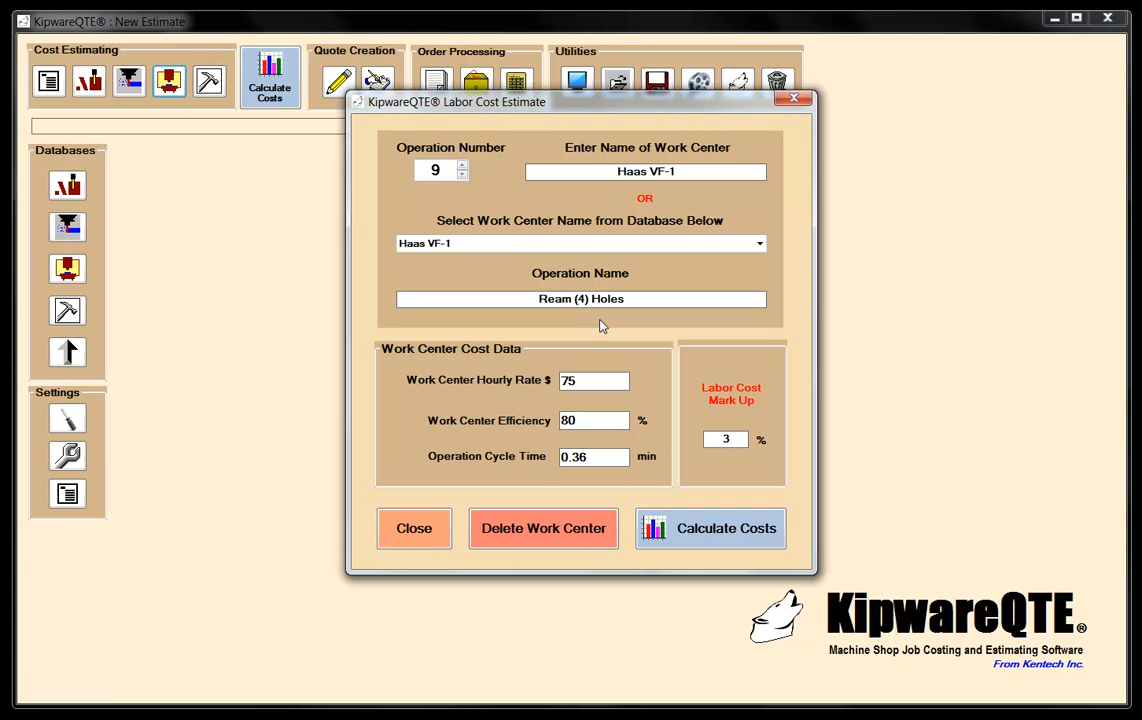 KipwareQTE® : New Estimate
Cost Estimating
Quote Creation
Order Processing
Utilities
Calculate
Costs
Databases
Settings
KipwareQTE® Labor Cost Estimate
Operation Number
Enter Name of Work Center
9
Haas VF-1
OR
Select Work Center Name from Database Below
Haas VF-1
Operation Name
Ream (4) Holes
Work Center Cost Data
Work Center Hourly Rate $ 75
Work Center Efficiency 80 %
Operation Cycle Time 0.36 min
Labor Cost
Mark Up
3 %
Close
Delete Work Center
Calculate Costs
KipwareQTE®
Machine Shop Job Costing and Estimating Software
From Kentech Inc.